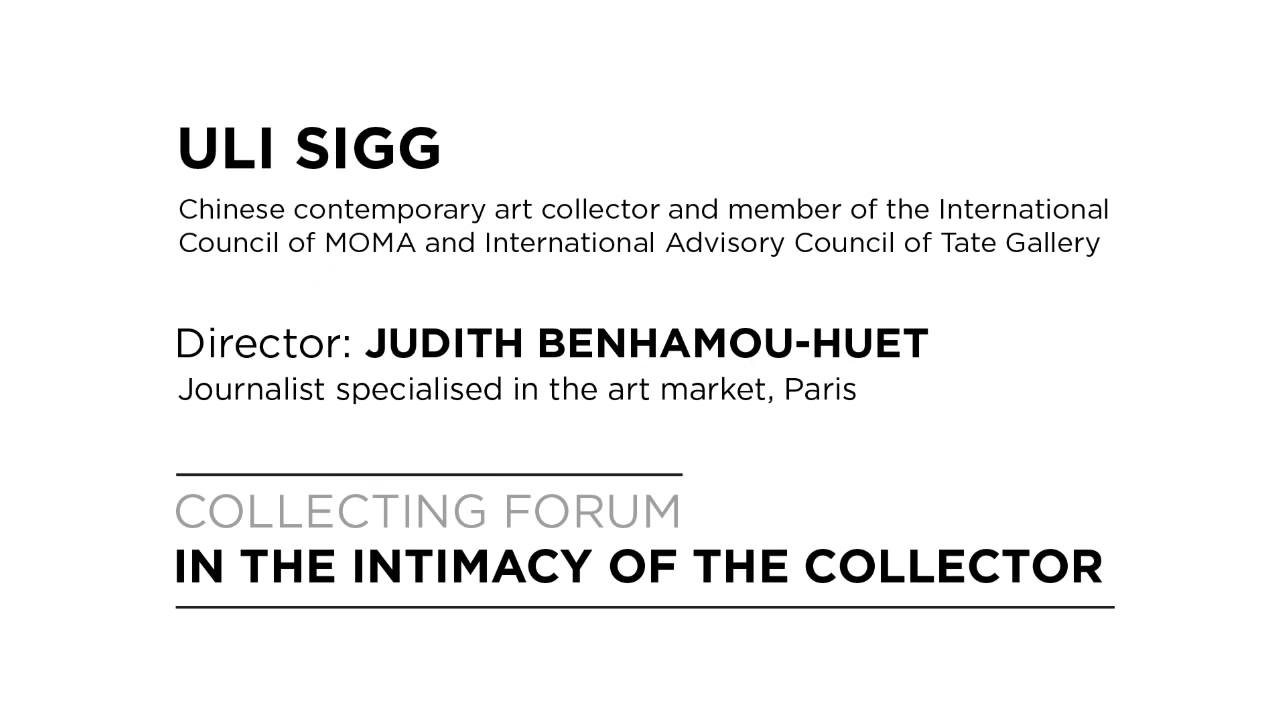 ULI SIGG
Chinese contemporary art collector and member of the International
Council of MOMA and International Advisory Council of Tate Gallery
Director: JUDITH BENHAMOU-HUET
Journalist specialised in the art market, Paris
COLLECTING FORUM
IN THE INTIMACY OF THE COLLECTOR